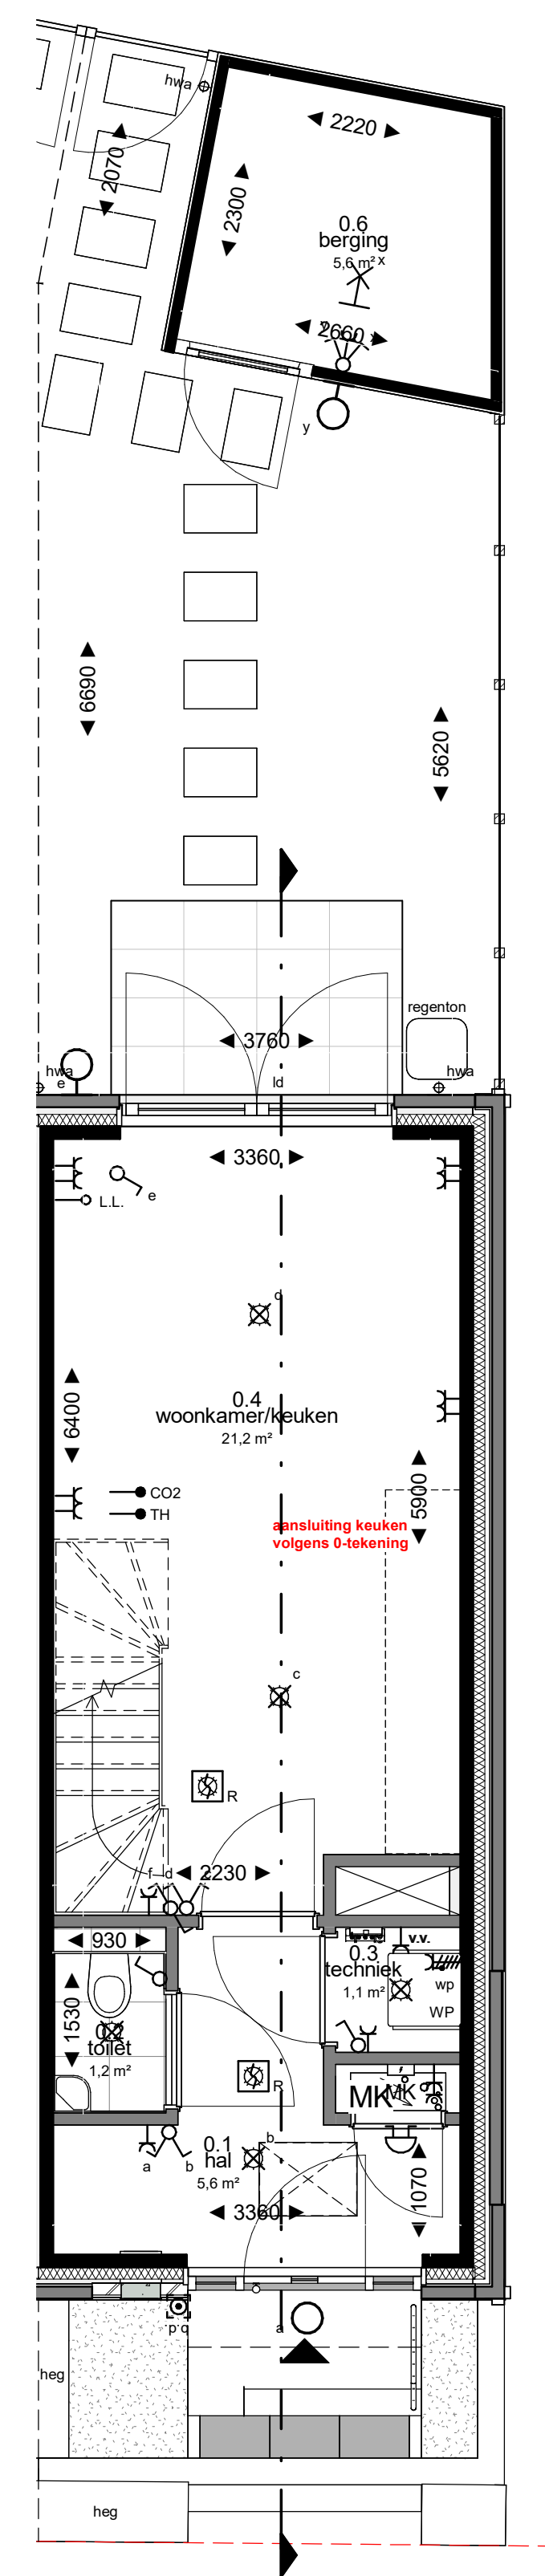 hwa
2220
2070
2300
0.6
berging
5,6 m²
x
2660
y
y
6690
5620
regenton
3760
hwa
e
ld
hwa
3360
L.L.
e
d
0.4
woonkamer/keuken
21,2 m²
6400
5900
CO2
TH
aansluiting keuken
volgens 0-tekening
c
R
f
d
c
2230
930
0.3
techniek
1,1 m²
v.v.
wp
WP
1530
0.2
toilet
1,2 m²
R
MK
MK
a
b
0.1
hal
5,6 m²
b
1070
3360
p.d.
a
heg
heg